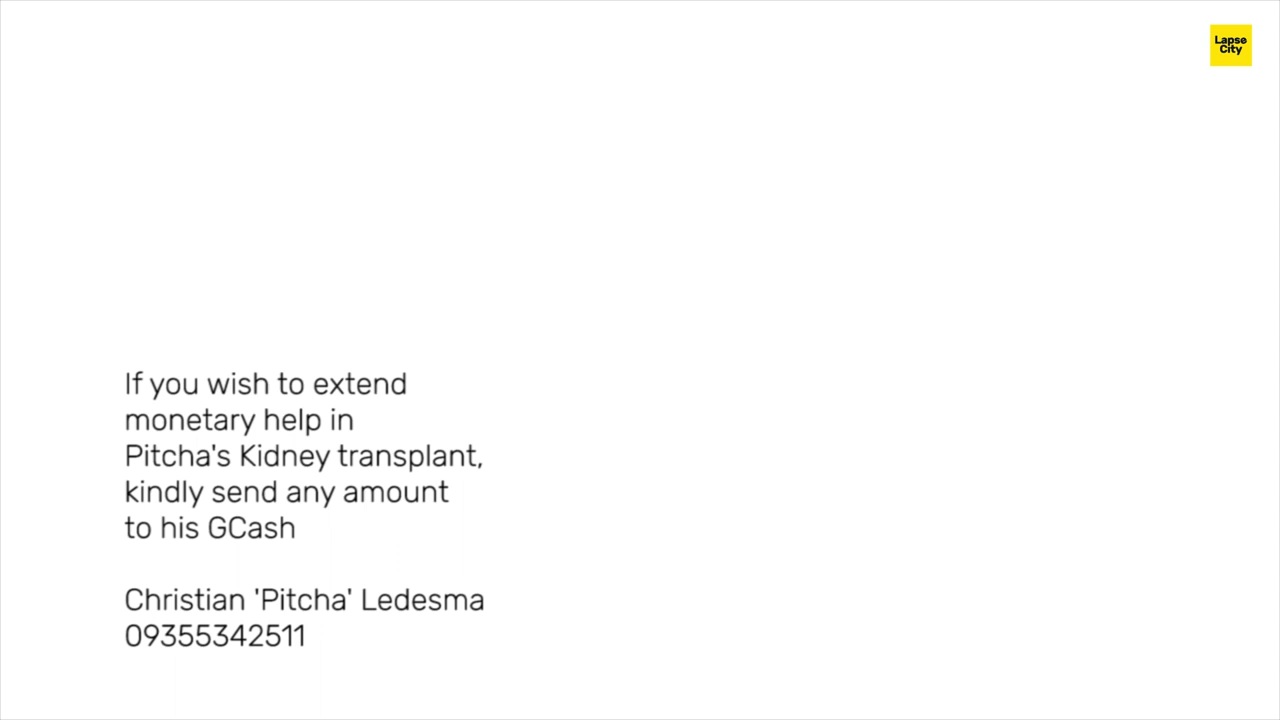 Lapse
City
If you wish to extend
monetary help in
Pitcha's Kidney transplant,
kindly send any amount
to his GCash
Christian 'Pitcha' Ledesma
09355342511